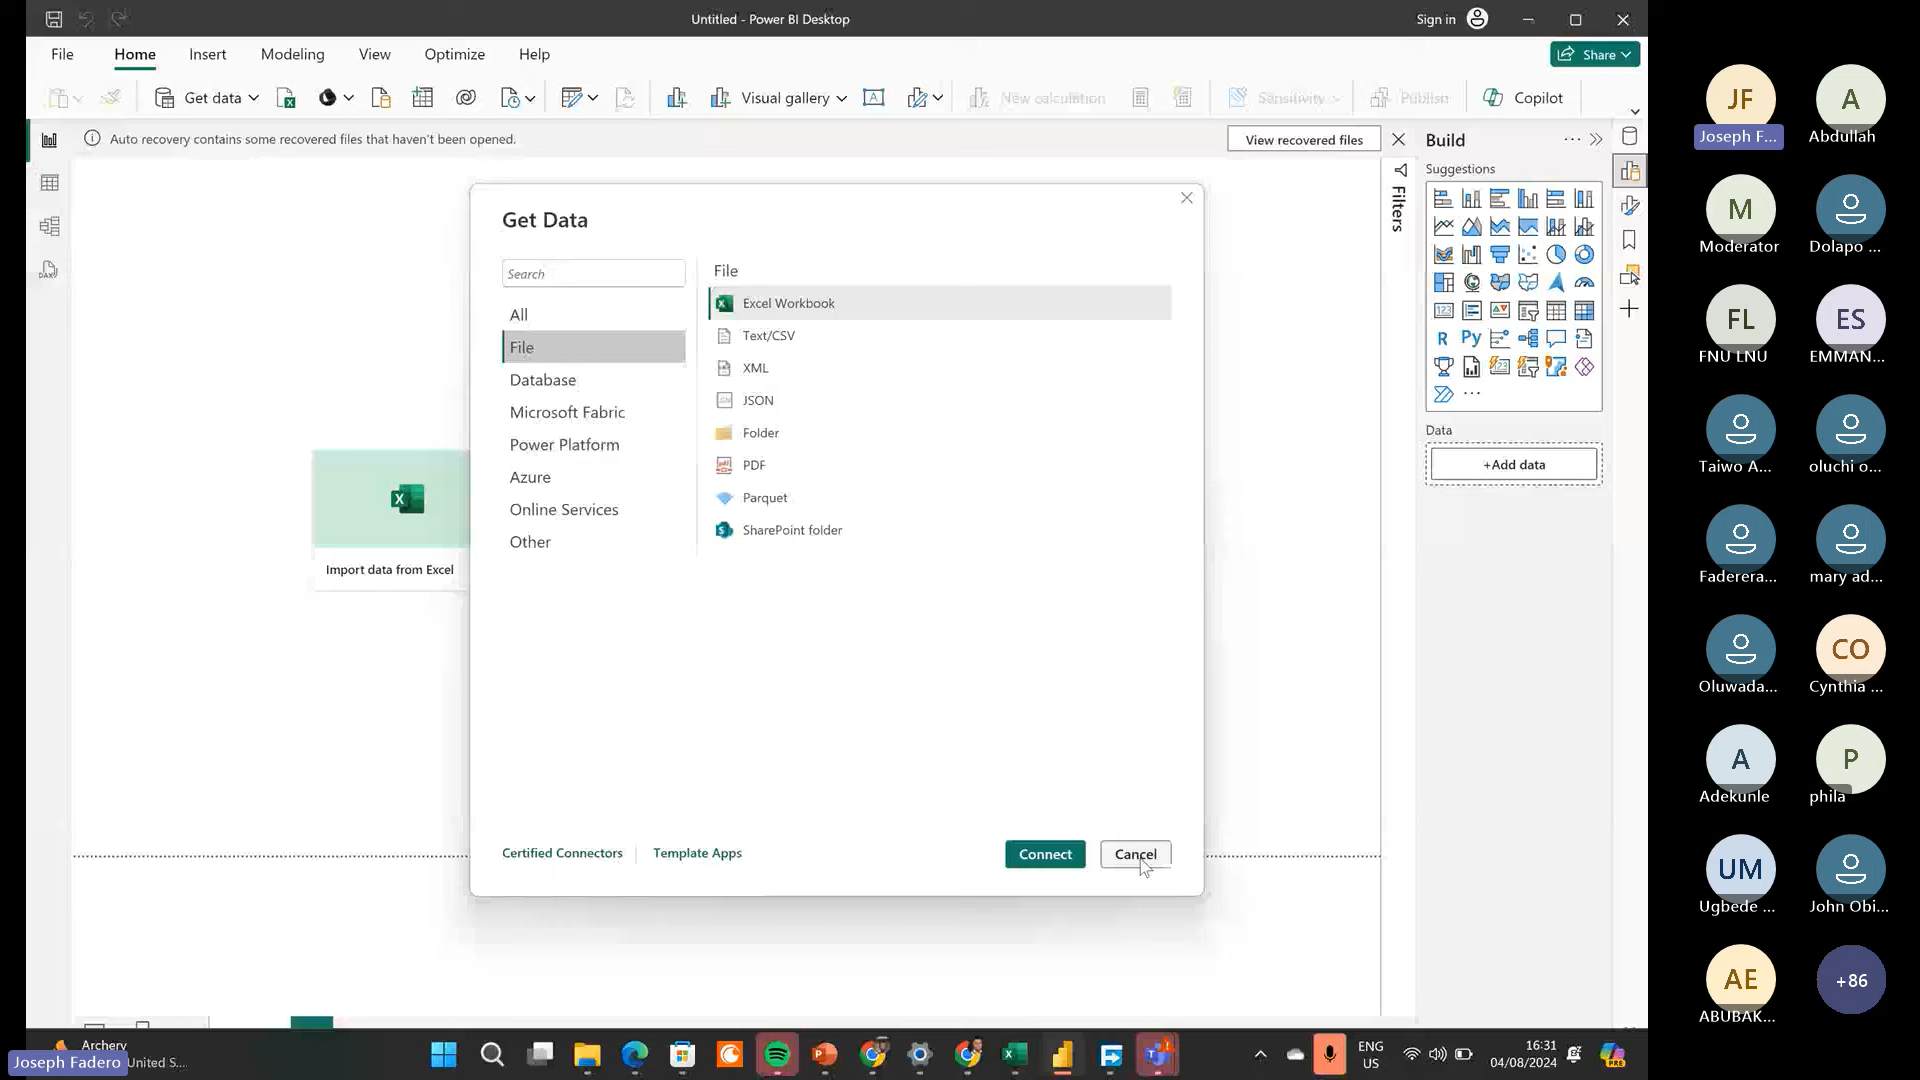 Untitled - Power BI Desktop
Sign in
File
Home
Insert
Modeling
View
Optimize
Help
Share
Get data
Visual gallery
New calculation
Sensitivity
Publish
Copilot
Auto recovery contains some recovered files that haven't been opened.
View recovered files
Build
Suggestions
Filters
R
Py
Data
+Add data
Get Data
Search
All
File
Database
Microsoft Fabric
Power Platform
Azure
Online Services
Other
File
Excel Workbook
Text/CSV
XML
JSON
Folder
PDF
Parquet
SharePoint folder
Import data from Excel
Certified Connectors
Template Apps
Connect
Cancel
JF
Joseph F...
A
Abdullah
M
Moderator
Dolapo ...
FL
FNU LNU
ES
EMMAN...
Taiwo A...
oluchi o...
Faderera...
mary ad...
Oluwada...
CO
Cynthia ...
A
Adekunle
P
phila
UM
Ugbede ...
John Obi...
AE
ABUBAK...
+86
Archery
United S...
Joseph Fadero
ENG
US
16:31
04/08/2024